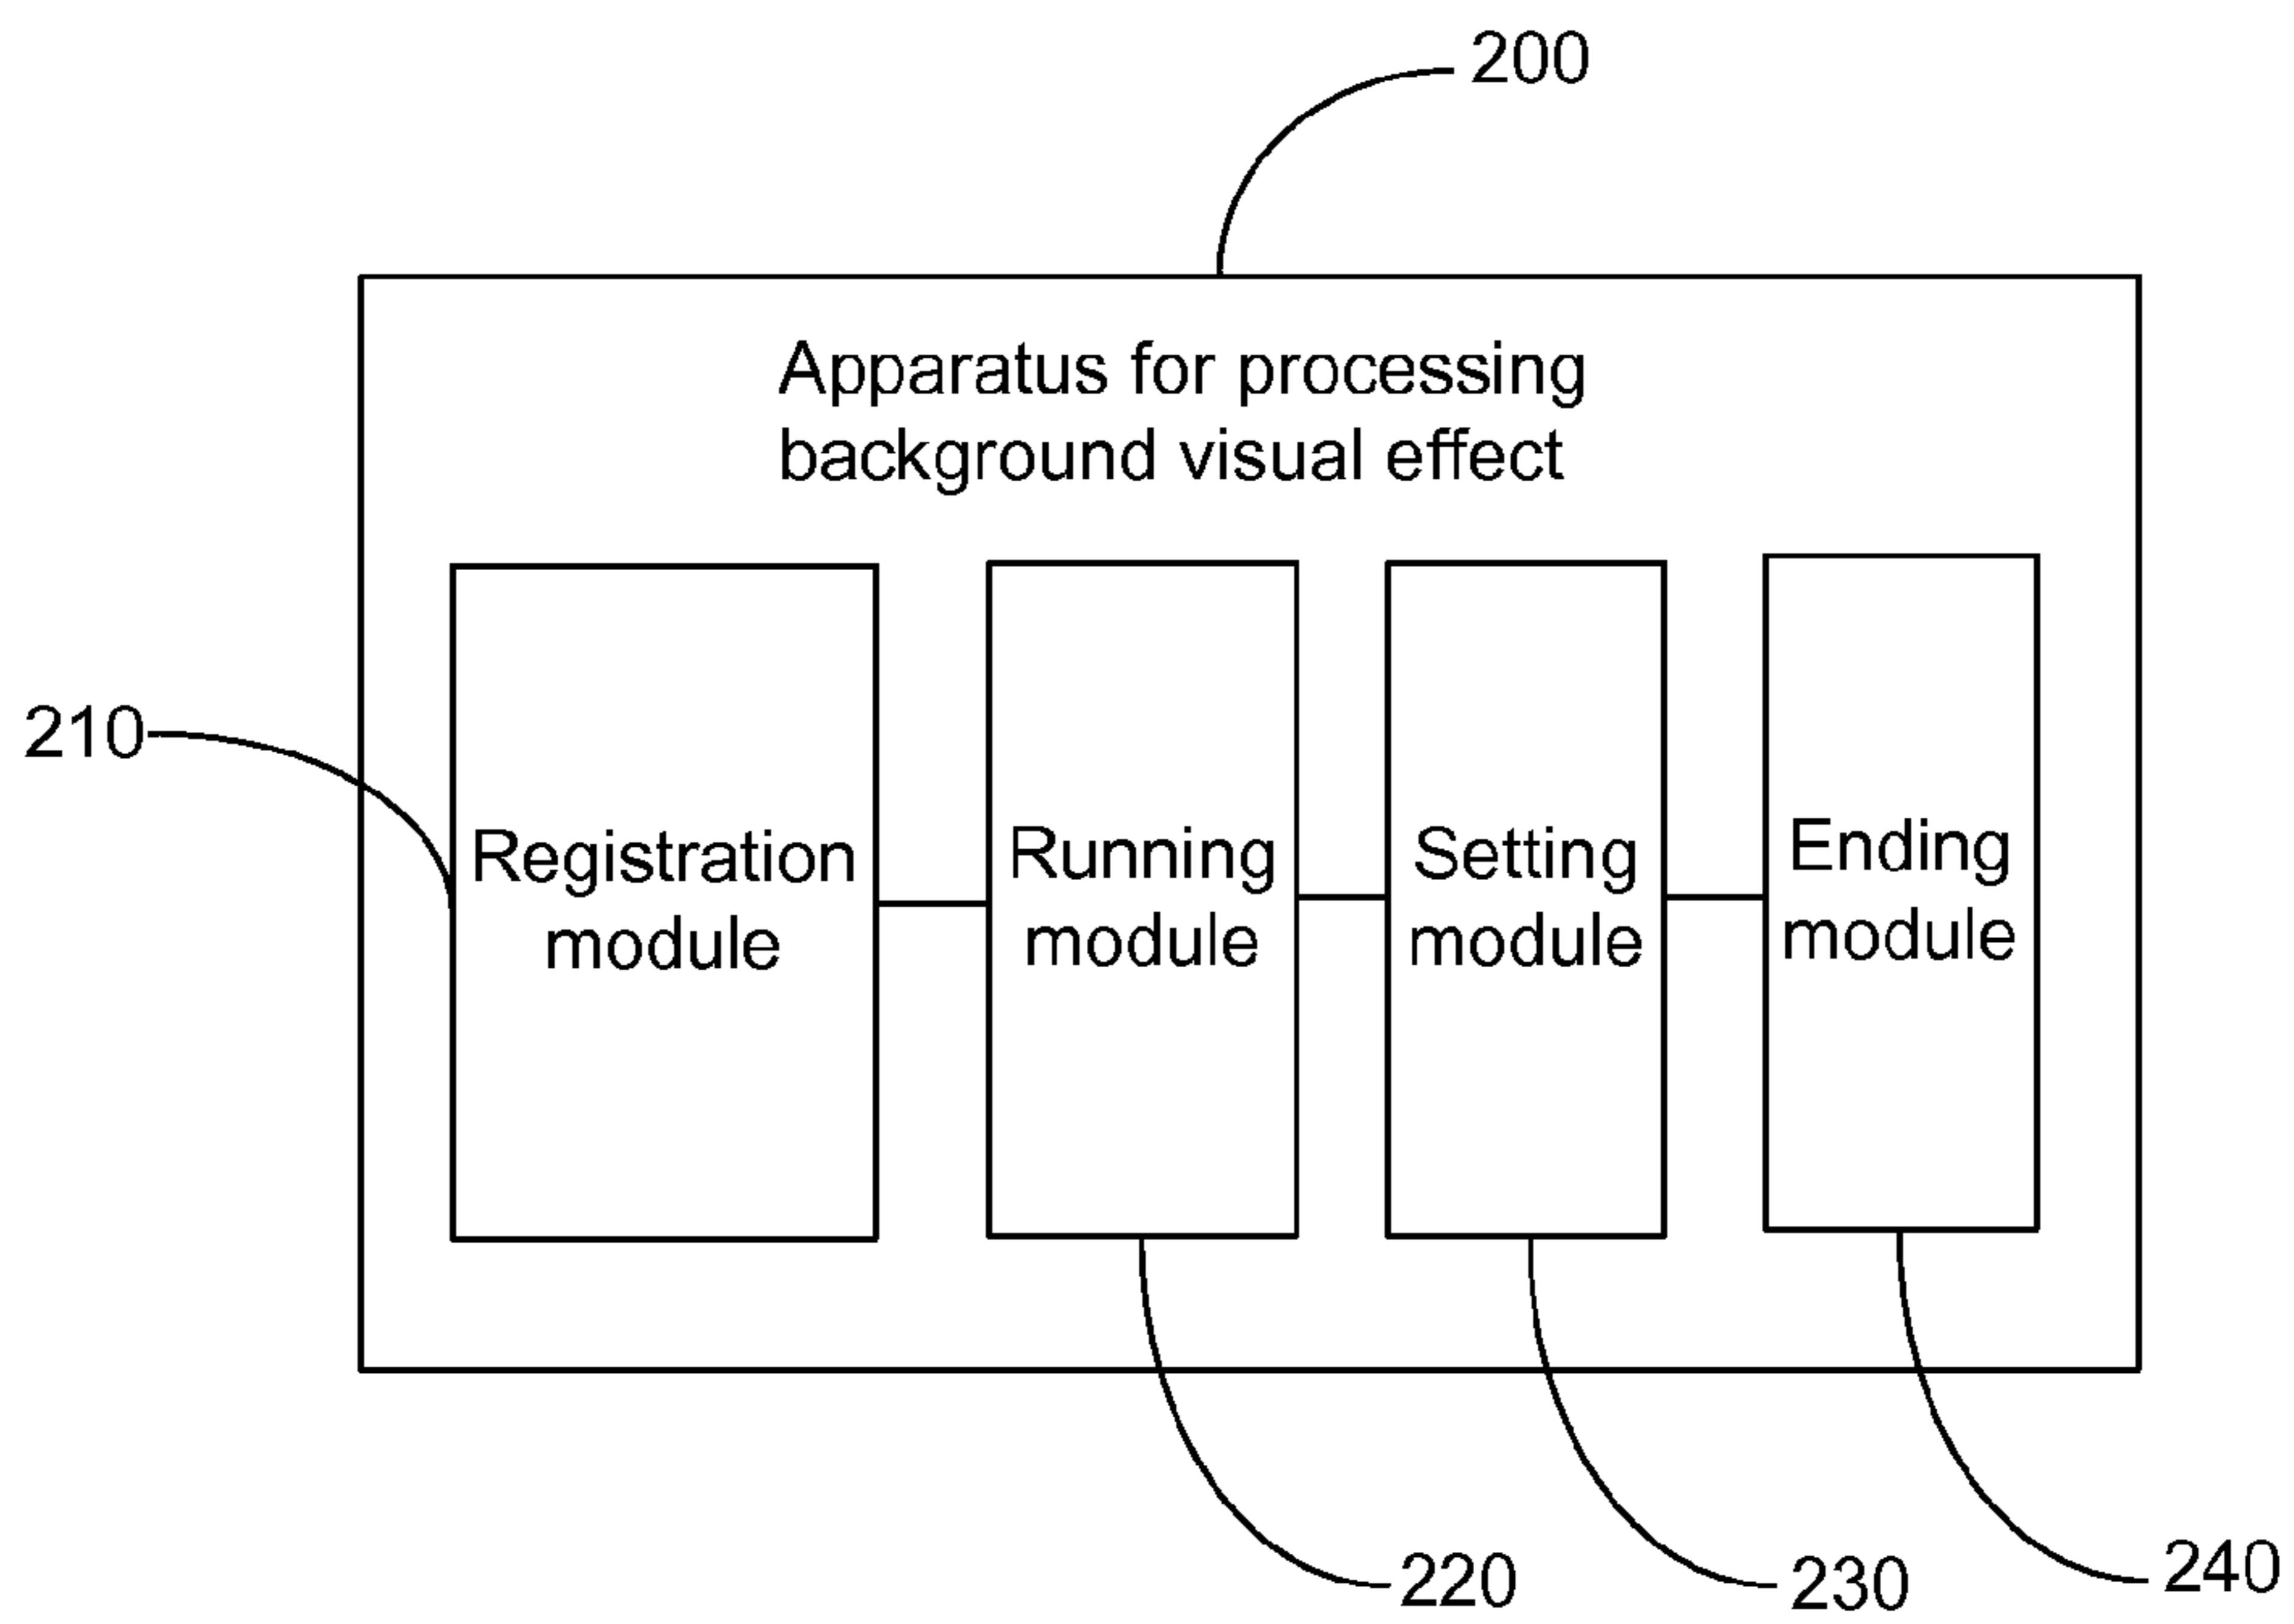 200
Apparatus for processing
background visual effect
210
Registration
module
Running
module
Setting
module
Ending
module
220
230
240